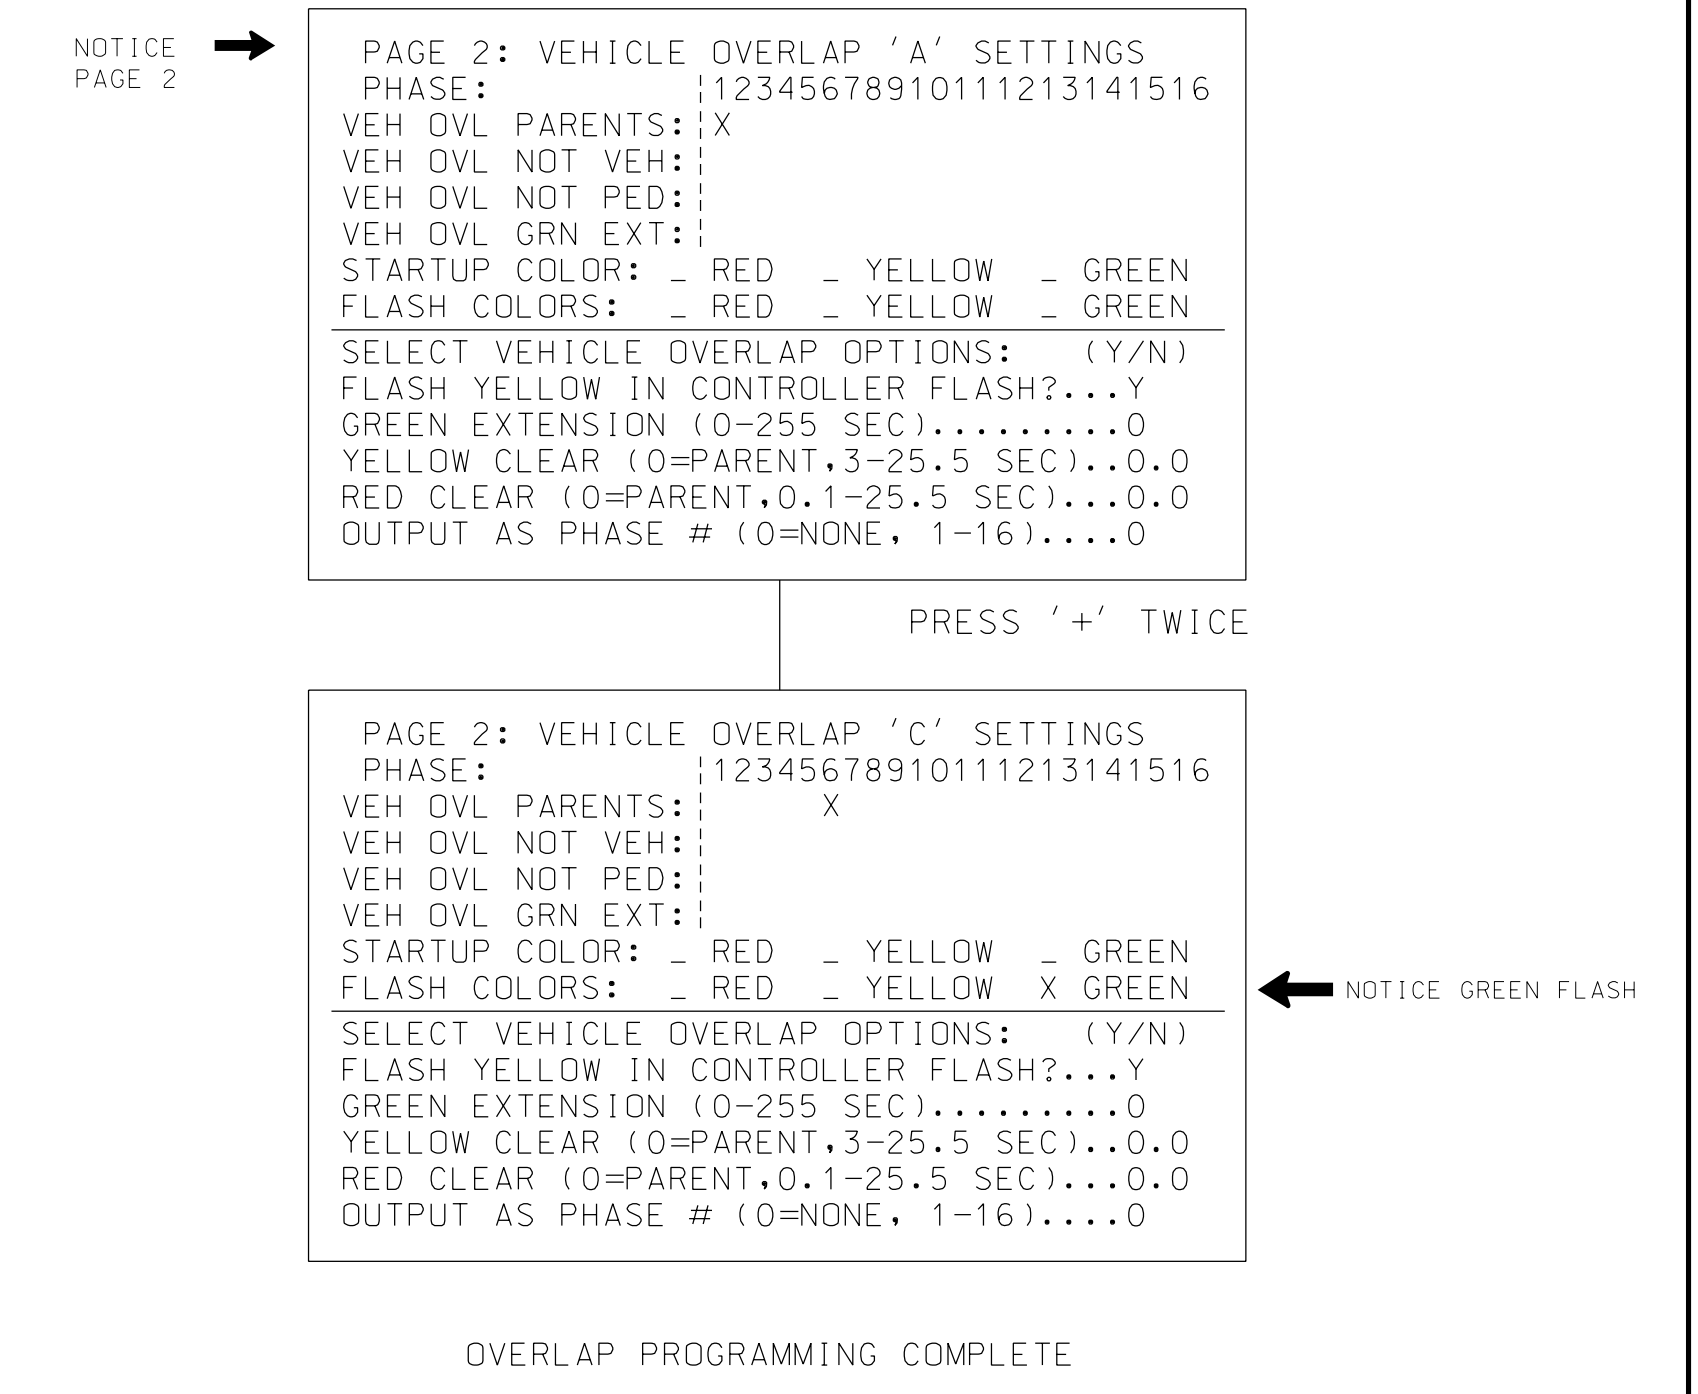 NOTICE
PAGE 2
PAGE 2: VEHICLE OVERLAP 'A' SETTINGS
PHASE: 12345678910111213141516
VEH OVL PARENTS: X
VEH OVL NOT VEH:
VEH OVL NOT PED:
VEH OVL GRN EXT:
STARTUP COLOR: _ RED _ YELLOW _ GREEN
FLASH COLORS: _ RED _ YELLOW _ GREEN
SELECT VEHICLE OVERLAP OPTIONS: (Y/N)
FLASH YELLOW IN CONTROLLER FLASH?...Y
GREEN EXTENSION (0-255 SEC).........0
YELLOW CLEAR (0=PARENT,3-25.5 SEC)..0.0
RED CLEAR (0=PARENT,0.1-25.5 SEC)...0.0
OUTPUT AS PHASE # (0=NONE, 1-16)....0
PRESS '+' TWICE
PAGE 2: VEHICLE OVERLAP 'C' SETTINGS
PHASE: 12345678910111213141516
VEH OVL PARENTS: X
VEH OVL NOT VEH:
VEH OVL NOT PED:
VEH OVL GRN EXT:
STARTUP COLOR: _ RED _ YELLOW _ GREEN
FLASH COLORS: _ RED _ YELLOW X GREEN
NOTICE GREEN FLASH
SELECT VEHICLE OVERLAP OPTIONS: (Y/N)
FLASH YELLOW IN CONTROLLER FLASH?...Y
GREEN EXTENSION (0-255 SEC).........0
YELLOW CLEAR (0=PARENT,3-25.5 SEC)..0.0
RED CLEAR (0=PARENT,0.1-25.5 SEC)...0.0
OUTPUT AS PHASE # (0=NONE, 1-16)....0
OVERLAP PROGRAMMING COMPLETE